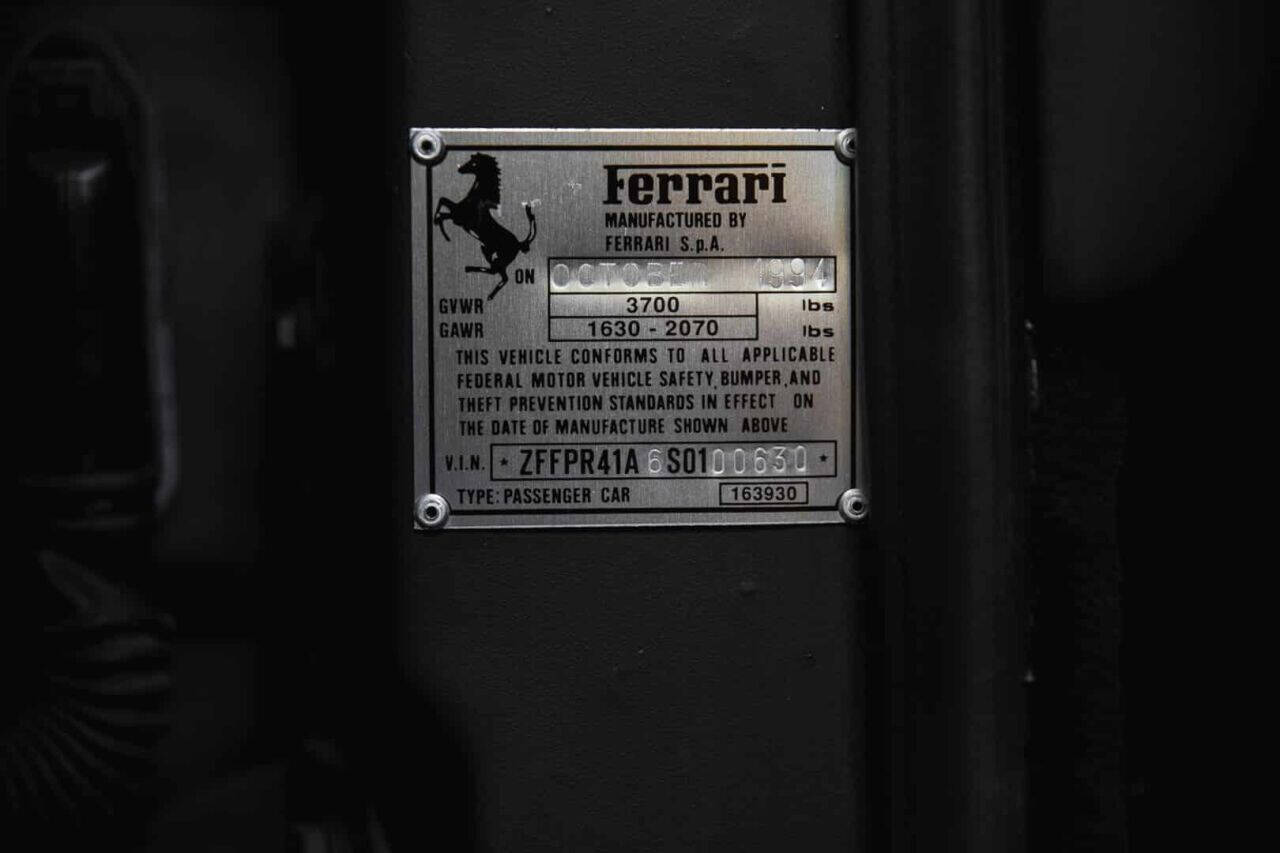 Ferrari
MANUFACTURED BY
FERRARI S.p.A.
ON OCTOBER 1994
GVWR 3700 lbs
GAWR 1630 - 2070 lbs
THIS VEHICLE CONFORMS TO ALL APPLICABLE
FEDERAL MOTOR VEHICLE SAFETY, BUMPER, AND
THEFT PREVENTION STANDARDS IN EFFECT ON
THE DATE OF MANUFACTURE SHOWN ABOVE
V.I.N. * ZFFPR41A6S0100630 *
TYPE: PASSENGER CAR 163930